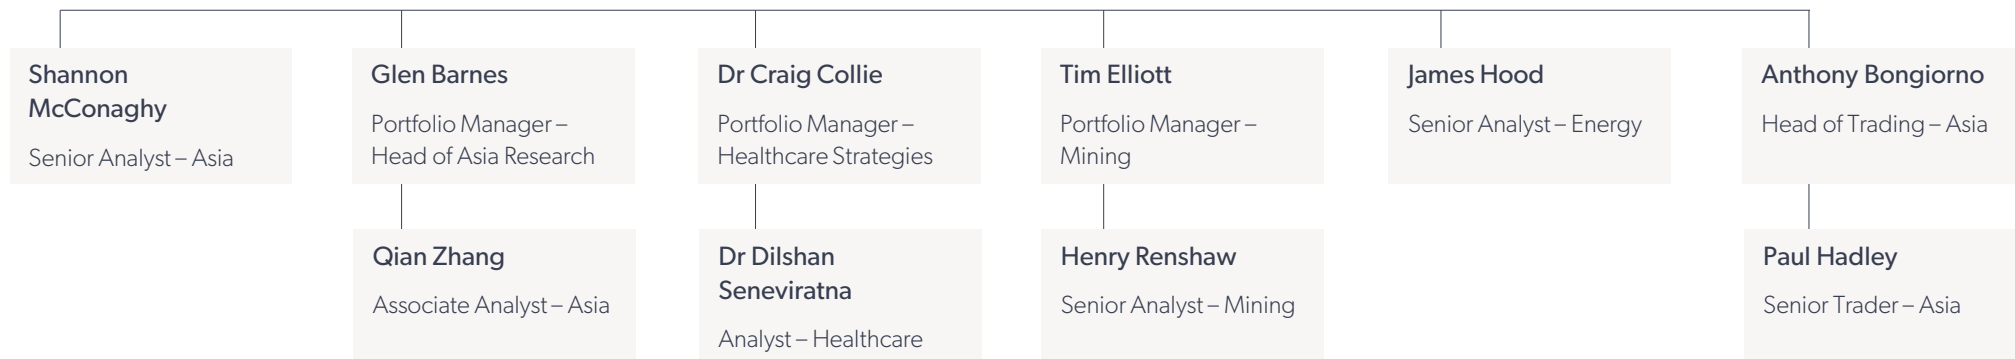 Shannon
McConaghy
Senior Analyst – Asia
Glen Barnes
Portfolio Manager –
Head of Asia Research
Dr Craig Collie
Portfolio Manager –
Healthcare Strategies
Tim Elliott
Portfolio Manager –
Mining
James Hood
Senior Analyst – Energy
Anthony Bongiorno
Head of Trading – Asia
Qian Zhang
Associate Analyst – Asia
Dr Dilshan
Seneviratna
Analyst – Healthcare
Henry Renshaw
Senior Analyst – Mining
Paul Hadley
Senior Trader – Asia